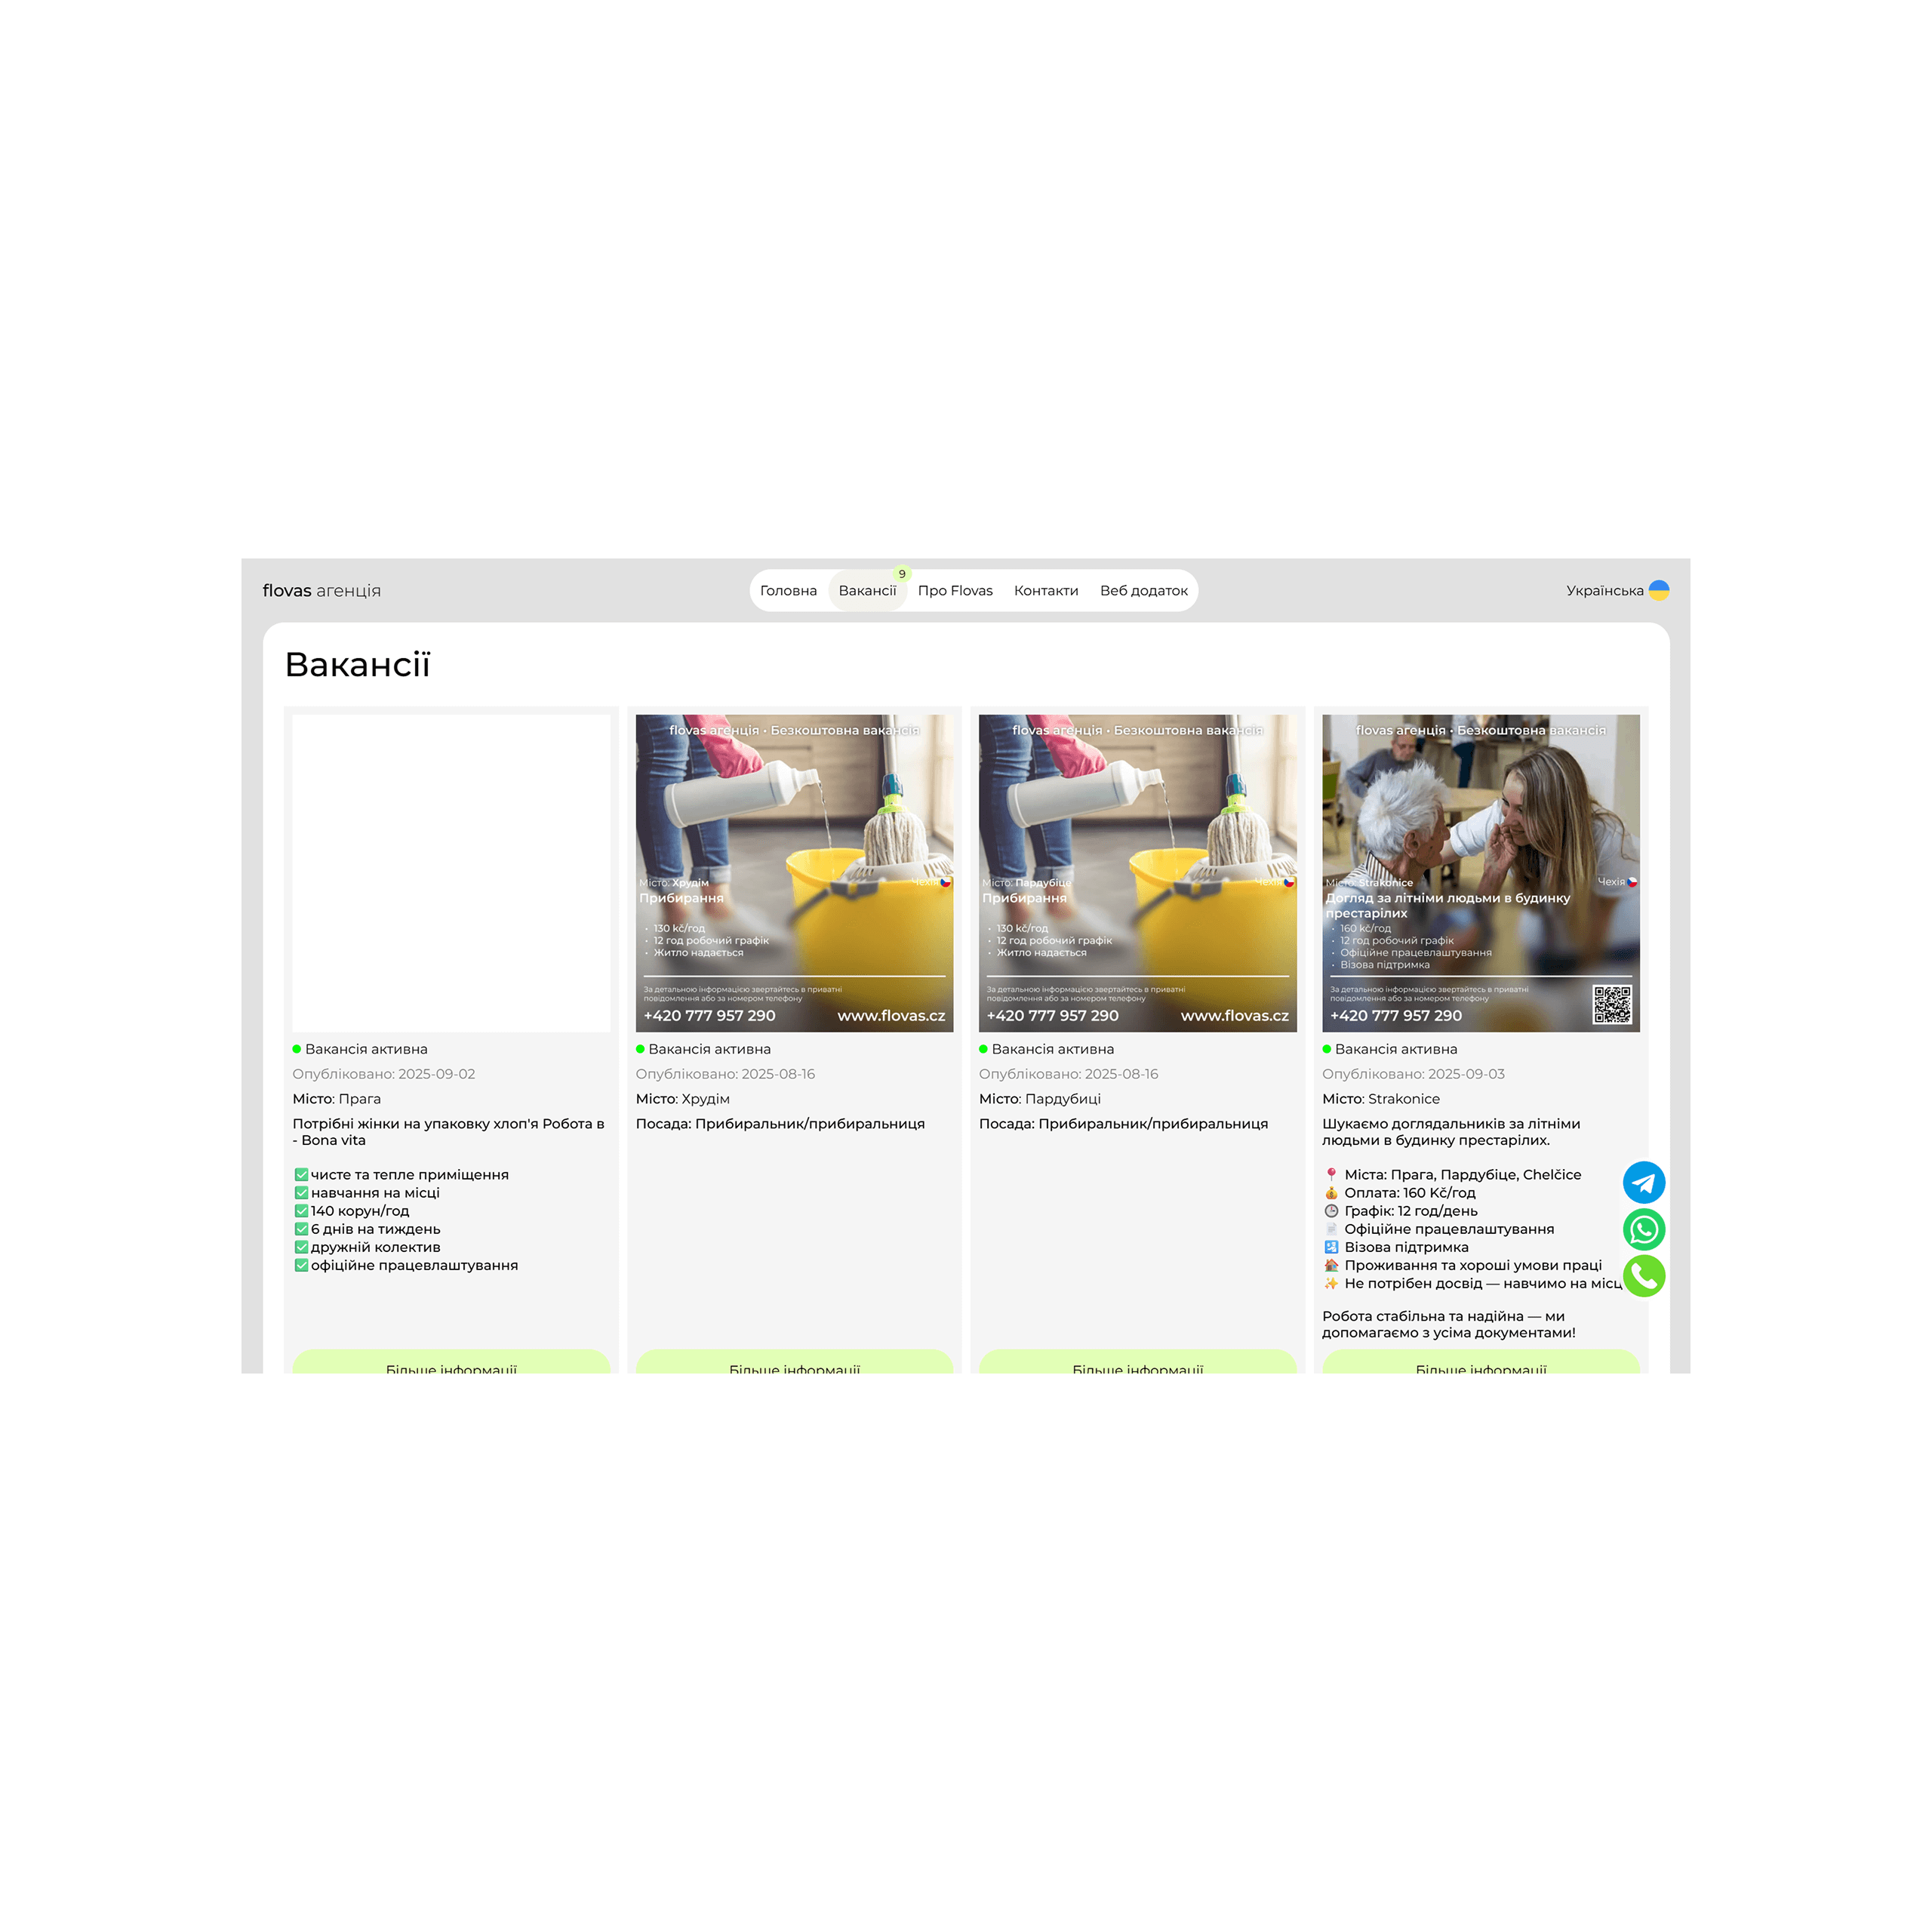 flovas агенція
Головна
Вакансії
9
Про Flovas
Контакти
Веб додаток
Українська
Вакансії
Вакансія активна
Опубліковано: 2025-09-02
Місто: Прага
Потрібні жінки на упаковку хлоп'я Робота в
- Bona vita
✅ чисте та тепле приміщення
✅ навчання на місці
✅ 140 корун/год
✅ 6 днів на тиждень
✅ дружній колектив
✅ офіційне працевлаштування
Більше інформації
flovas агенція • Безкоштовна вакансія
Місто: Хрудім
Чехія
Прибирання
• 130 kč/год
• 12 год робочий графік
• Житло надається
За детальною інформацією звертайтесь в приватні
повідомлення або за номером телефону
+420 777 957 290
www.flovas.cz
Вакансія активна
Опубліковано: 2025-08-16
Місто: Хрудім
Посада: Прибиральник/прибиральниця
Більше інформації
flovas агенція • Безкоштовна вакансія
Місто: Пардубіце
Чехія
Прибирання
• 130 kč/год
• 12 год робочий графік
• Житло надається
За детальною інформацією звертайтесь в приватні
повідомлення або за номером телефону
+420 777 957 290
www.flovas.cz
Вакансія активна
Опубліковано: 2025-08-16
Місто: Пардубиці
Посада: Прибиральник/прибиральниця
Більше інформації
flovas агенція • Безкоштовна вакансія
Місто: Strakonice
Чехія
Догляд за літніми людьми в будинку
престарілих
• 160 kč/год
• 12 год робочий графік
• Офіційне працевлаштування
• Візова підтримка
За детальною інформацією звертайтесь в приватні
повідомлення або за номером телефону
+420 777 957 290
Вакансія активна
Опубліковано: 2025-09-03
Місто: Strakonice
Шукаємо доглядальників за літніми
людьми в будинку престарілих.
📍 Міста: Прага, Пардубіце, Chelčice
💰 Оплата: 160 Kč/год
🕒 Графік: 12 год/день
📄 Офіційне працевлаштування
🛂 Візова підтримка
🏠 Проживання та хороші умови праці
✨ Не потрібен досвід — навчимо на місц
Робота стабільна та надійна — ми
допомагаємо з усіма документами!
Більше інформації